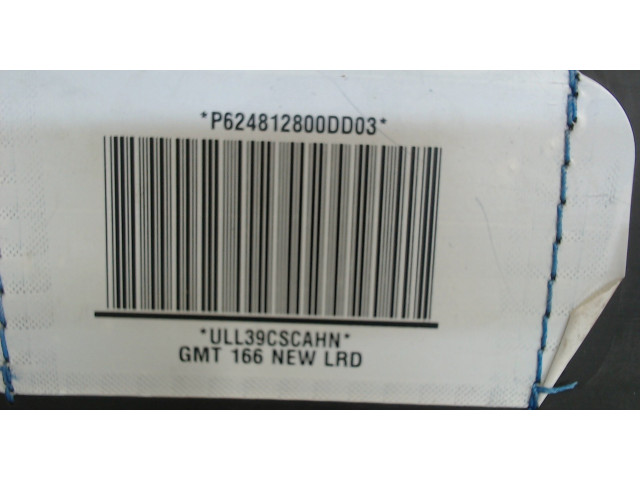 *P624812800DD03*
*ULL39CSCAHN*
GMT 166 NEW LRD